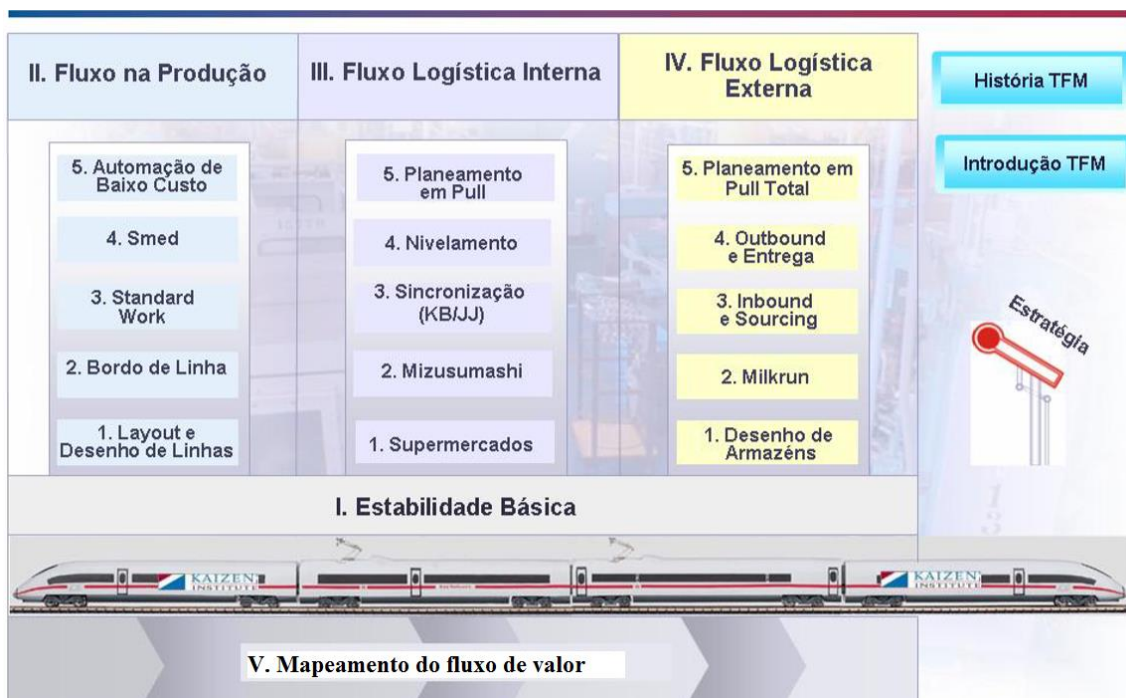 II. Fluxo na Produção
III. Fluxo Logística Interna
IV. Fluxo Logística
Externa
História TFM
Introdução TFM
5. Automação de
Baixo Custo
4. Smed
3. Standard
Work
2. Bordo de Linha
1. Layout e
Desenho de Linhas
5. Planeamento
em Pull
4. Nivelamento
3. Sincronização
(KB/JJ)
2. Mizusumashi
1. Supermercados
5. Planeamento em
Pull Total
4. Outbound
e Entrega
3. Inbound
e Sourcing
2. Milkrun
1. Desenho de
Armazéns
Estratégia
I. Estabilidade Básica
KAIZEN
INSTITUTE
KAIZEN
INSTITUTE
V. Mapeamento do fluxo de valor